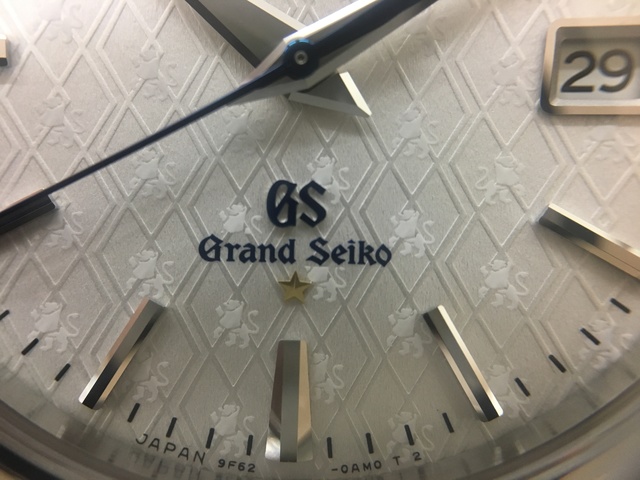 29
GS
Grand Seiko
JAPAN 9F62 -0AM0 T 2